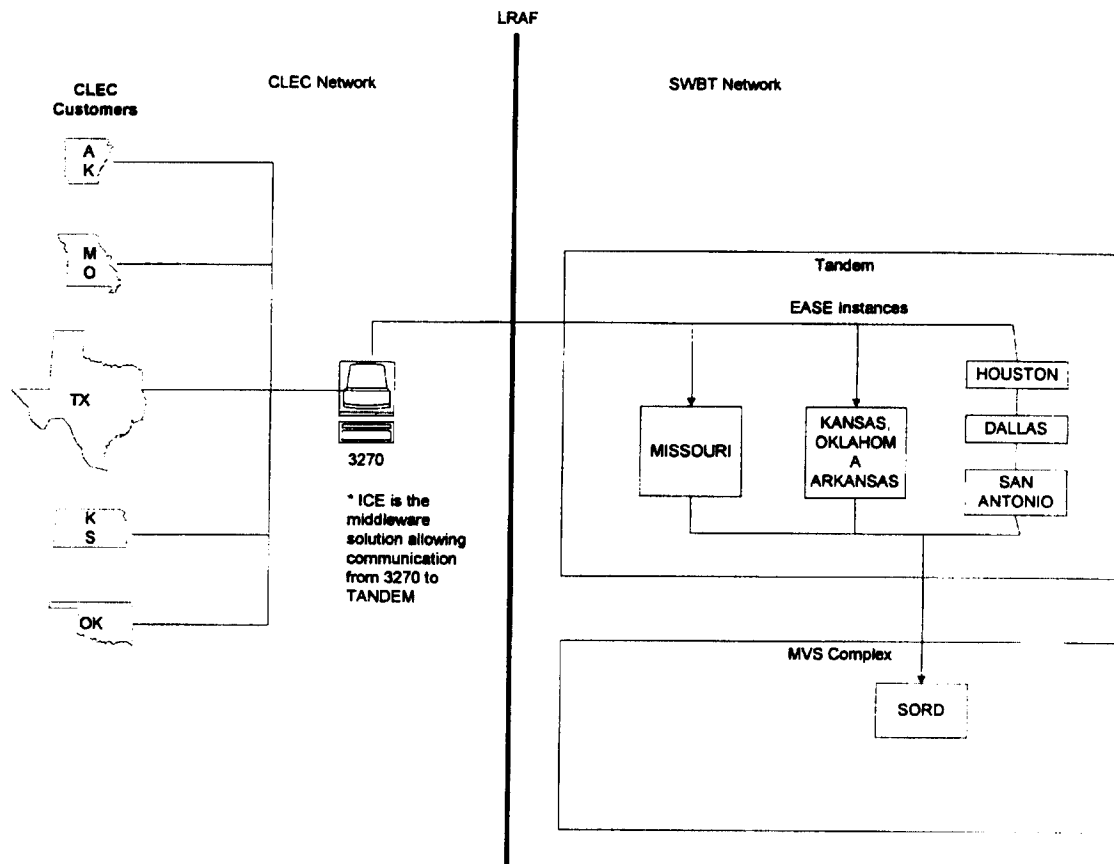 LRAF
CLEC Network
SWBT Network
CLEC
Customers
A
K
M
O
TX
K
S
OK
3270
* ICE is the
middleware
solution allowing
communication
from 3270 to
TANDEM
Tandem
EASE instances
MISSOURI
KANSAS,
OKLAHOM
A
ARKANSAS
HOUSTON
DALLAS
SAN
ANTONIO
MVS Complex
SORD